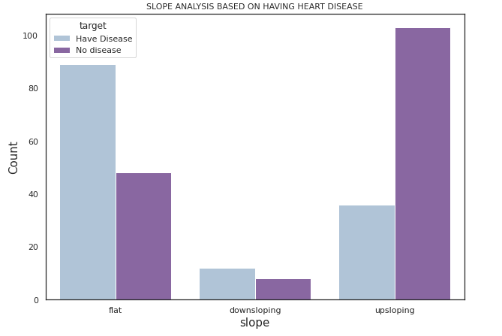 SLOPE ANALYSIS BASED ON HAVING HEART DISEASE
target
Have Disease
No disease
100
80
60
40
20
0
Count
flat downsloping upsloping
slope